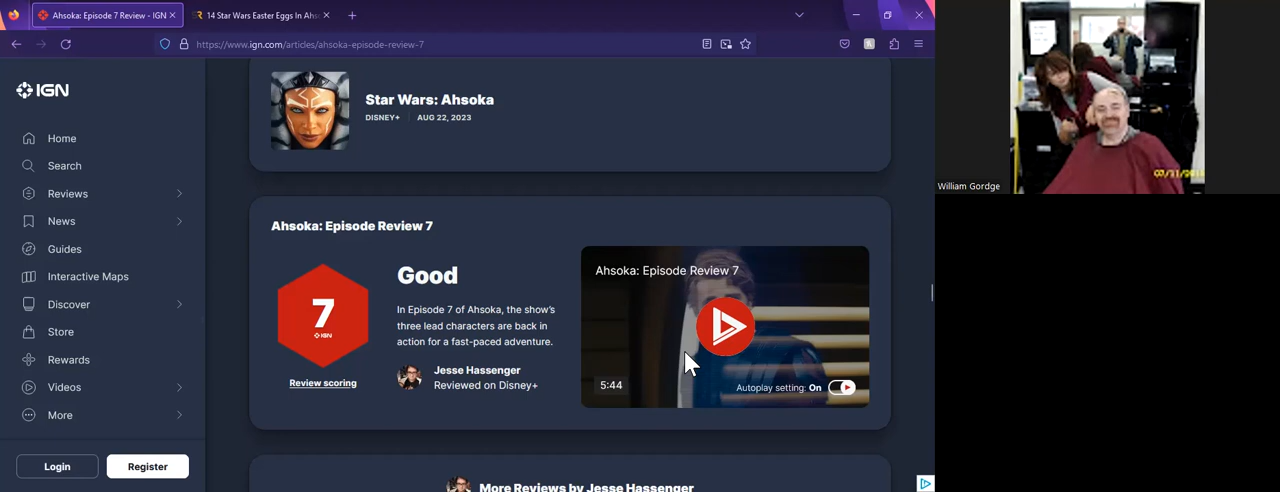 Ahsoka: Episode 7 Review - IGN
14 Star Wars Easter Eggs In Ahso
https://www.ign.com/articles/ahsoka-episode-review-7
IGN
Home
Search
Reviews
News
Guides
Interactive Maps
Discover
Store
Rewards
Videos
More
Login
Register
Star Wars: Ahsoka
DISNEY+ AUG 22, 2023
Ahsoka: Episode Review 7
7
IGN
Review scoring
Good
In Episode 7 of Ahsoka, the show's
three lead characters are back in
action for a fast-paced adventure.
Jesse Hassenger
Reviewed on Disney+
Ahsoka: Episode Review 7
5:44
Autoplay setting: On
More Reviews by Jesse Hassenger
William Gordge